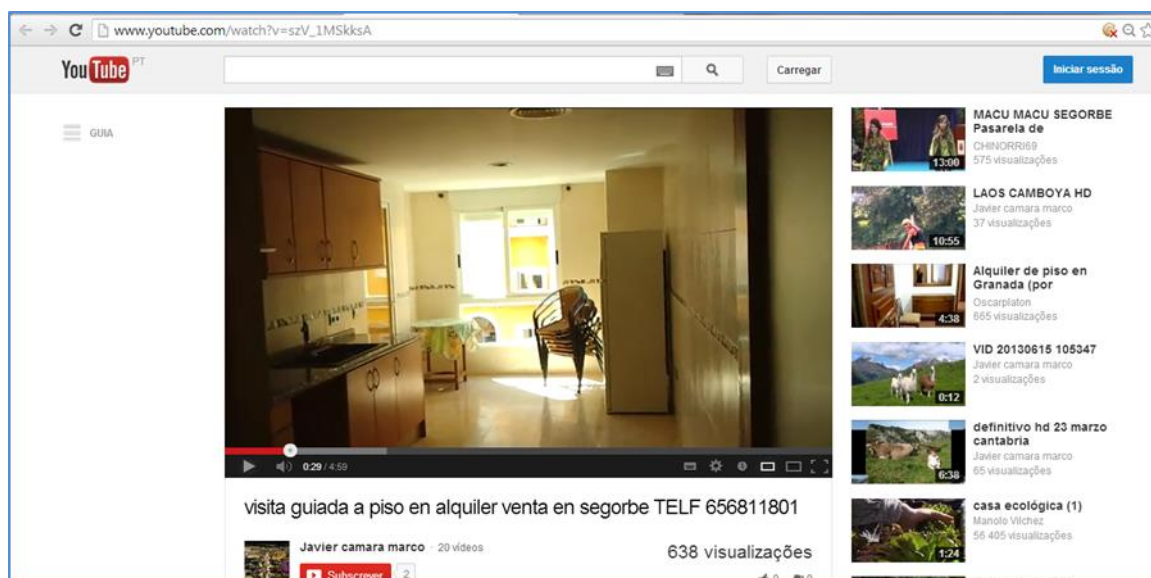 www.youtube.com/watch?v=szV_1MSkksA
YouTube PT
Carregar
Iniciar sessão
GUIA
0:29 / 4:59
visita guiada a piso en alquiler venta en segorbe TELF 656811801
Javier camara marco · 20 vídeos
Subscrever 2
638 visualizações
0 0
MACU MACU SEGORBE
Pasarela de
CHINORRI69
575 visualizações
13:00
LAOS CAMBOYA HD
Javier camara marco
37 visualizações
10:55
Alquiler de piso en
Granada (por
Oscarplaton
665 visualizações
4:38
VID 20130615 105347
Javier camara marco
2 visualizações
0:12
definitivo hd 23 marzo
cantabria
Javier camara marco
65 visualizações
6:38
casa ecológica (1)
Manolo Vilchez
56 405 visualizações
1:24